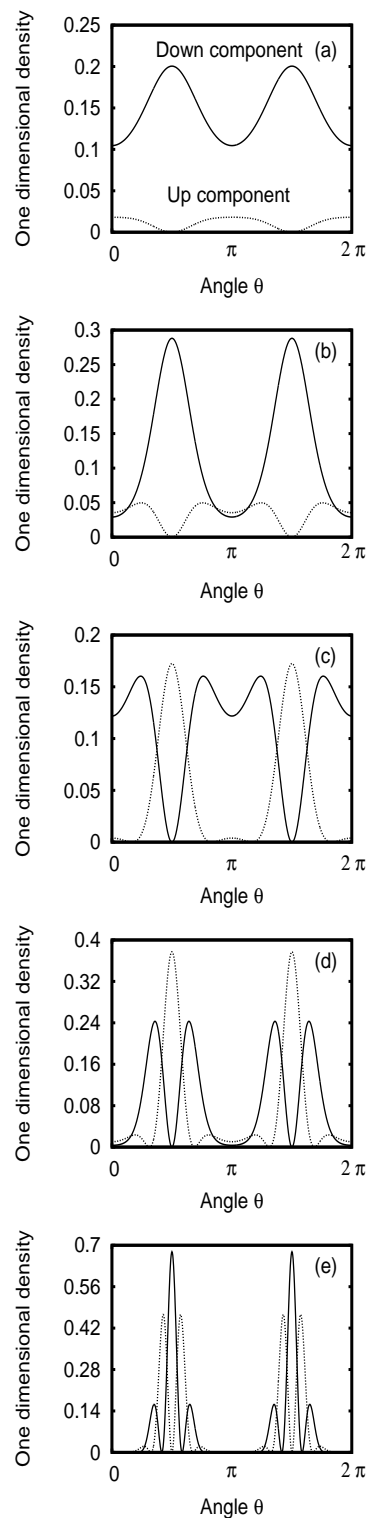 One dimensional density
0.25
0.2
0.15
0.1
0.05
0
Down component
(a)
Up component
0
π
2 π
Angle θ
One dimensional density
0.3
0.25
0.2
0.15
0.1
0.05
0
(b)
0
π
2 π
Angle θ
One dimensional density
0.2
0.15
0.1
0.05
0
(c)
0
π
2 π
Angle θ
One dimensional density
0.4
0.32
0.24
0.16
0.08
0
(d)
0
π
2 π
Angle θ
One dimensional density
0.7
0.56
0.42
0.28
0.14
0
(e)
0
π
2 π
Angle θ